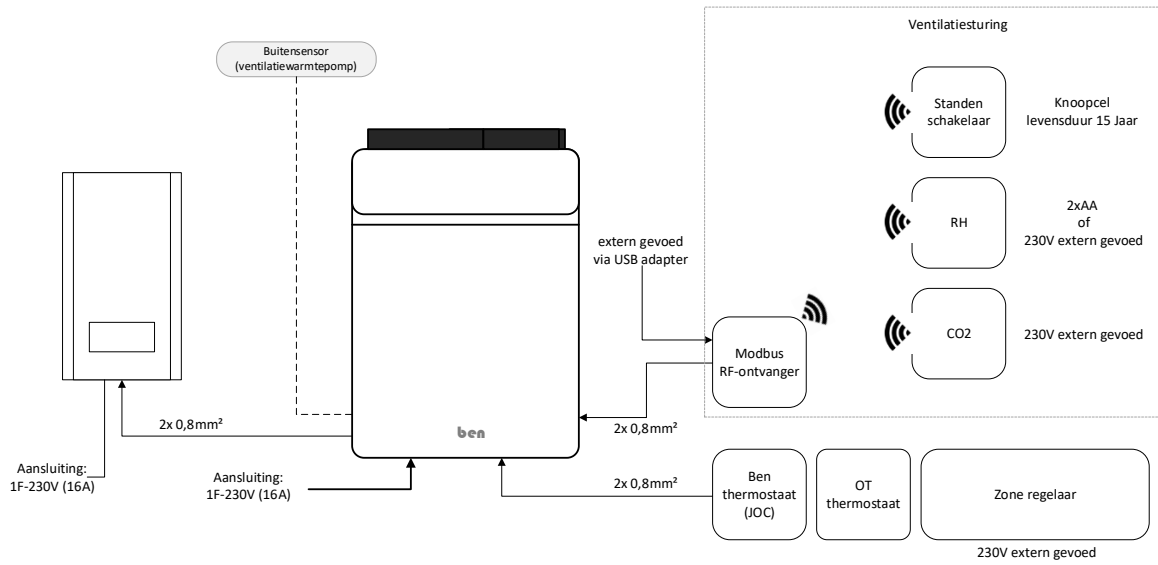 Ventilatiesturing
Buitensensor
(ventilatiewarmtepomp)
Standen
schakelaar
Knoopcel
levensduur 15 Jaar
RH
2xAA
of
230V extern gevoed
extern gevoed
via USB adapter
CO2
230V extern gevoed
Modbus
RF-ontvanger
ben
2x 0,8mm²
2x 0,8mm²
Aansluiting:
1F-230V (16A)
Aansluiting:
1F-230V (16A)
2x 0,8mm²
Ben
thermostaat
(JOC)
OT
thermostaat
Zone regelaar
230V extern gevoed